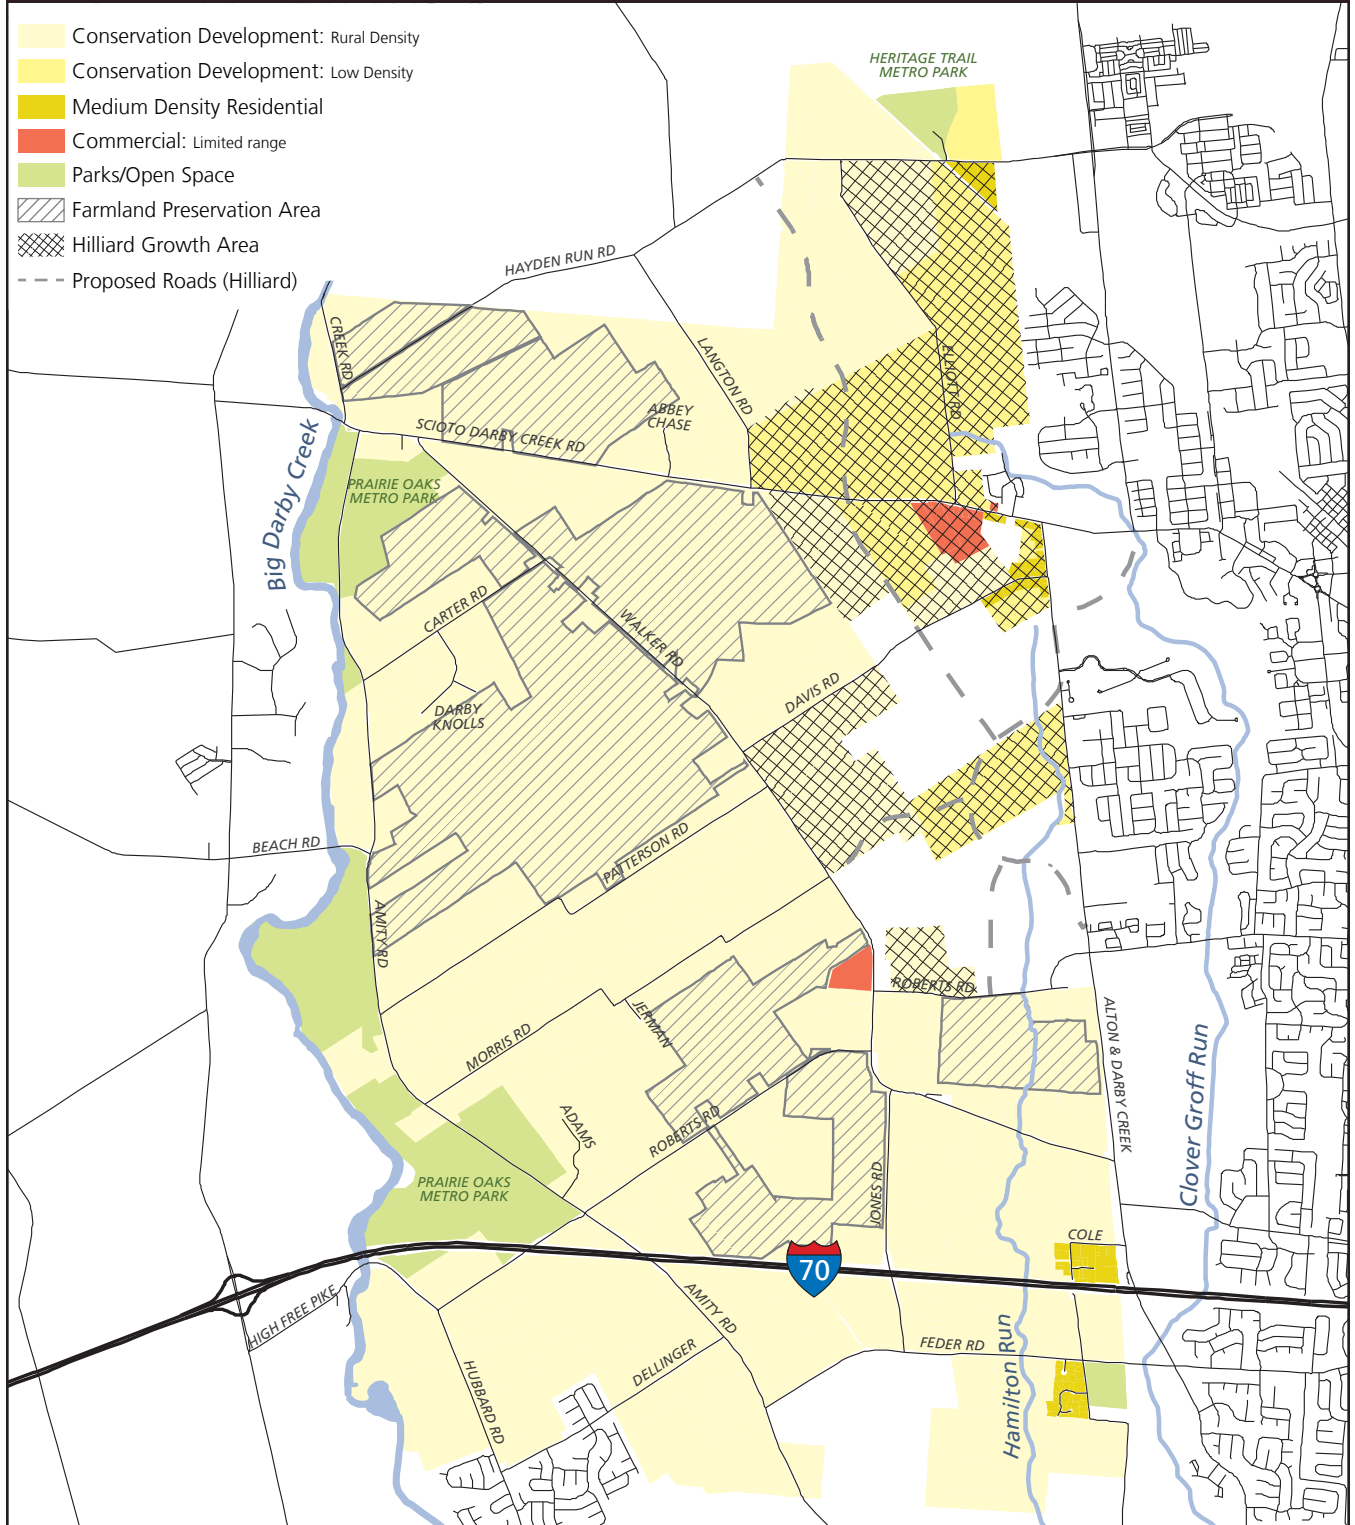 Conservation Development: Rural Density
Conservation Development: Low Density
Medium Density Residential
Commercial: Limited range
Parks/Open Space
Farmland Preservation Area
Hilliard Growth Area
Proposed Roads (Hilliard)
HERITAGE TRAIL
METRO PARK
HAYDEN RUN RD
CREEK RD
LANGTON RD
ELLIOTT RD
ABBEY
CHASE
SCIOTO DARBY CREEK RD
Big Darby Creek
PRAIRIE OAKS
METRO PARK
CARTER RD
WALKER RD
DAVIS RD
DARBY
KNOLLS
BEACH RD
PATTERSON RD
AMITY RD
ROBERTS RD
JERMAN
MORRIS RD
ALTON & DARBY CREEK
Clover Groff Run
ADAMS
ROBERTS RD
JONES RD
PRAIRIE OAKS
METRO PARK
COLE
70
HIGH FREE PIKE
AMITY RD
FEDER RD
DELLINGER
HUBBARD RD
Hamilton Run